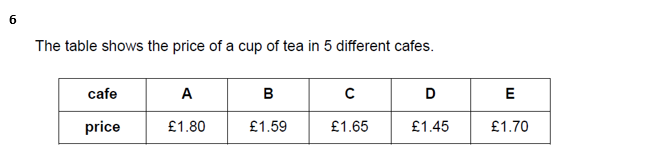 6
The table shows the price of a cup of tea in 5 different cafes.
cafe A B C D E
price £1.80 £1.59 £1.65 £1.45 £1.70